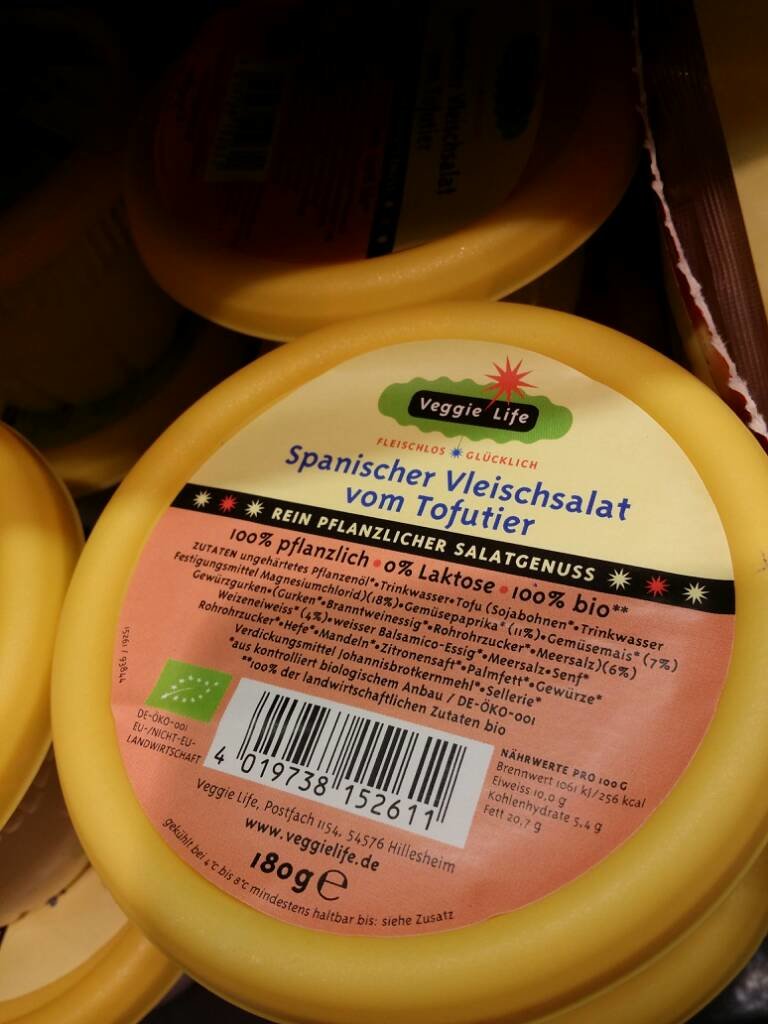 Veggie Life
FLEISCHLOS GLÜCKLICH
Spanischer Vleischsalat
vom Tofutier
REIN PFLANZLICHER SALATGENUSS
100% pflanzlich • 0% Laktose • 100% bio**
ZUTATEN ungehärtetes Pflanzenöl*•Trinkwasser•Tofu (Sojabohnen*•Trinkwasser
Festigungsmittel Magnesiumchlorid)(18%)•Gemüsepaprika* (11%)•Gemüsemais* (7%)
Gewürzgurken•(Gurken*•Branntweinessig*•Rohrohrzucker*•Meersalz)(6%)
Weizeneiweiss* (4%)•weisser Balsamico-Essig*•Meersalz•Senf*
Rohrohrzucker*•Hefe*•Mandeln*•Zitronensaft*•Palmfett*•Gewürze*
Verdickungsmittel Johannisbrotkernmehl*•Sellerie*
*aus kontrolliert biologischem Anbau / DE-ÖKO-001
**100% der landwirtschaftlichen Zutaten bio
15261 / 93844
DE-ÖKO-001
EU-/NICHT-EU-
LANDWIRTSCHAFT
4 019738 152611
NÄHRWERTE PRO 100 G
Brennwert 1061 kJ/256 kcal
Eiweiss 10,0 g
Kohlenhydrate 5,4 g
Fett 20,7 g
Veggie Life, Postfach 1154, 54576 Hillesheim
www.veggielife.de
180g e
gekühlt bei 4°C bis 8°C mindestens haltbar bis: siehe Zusatz